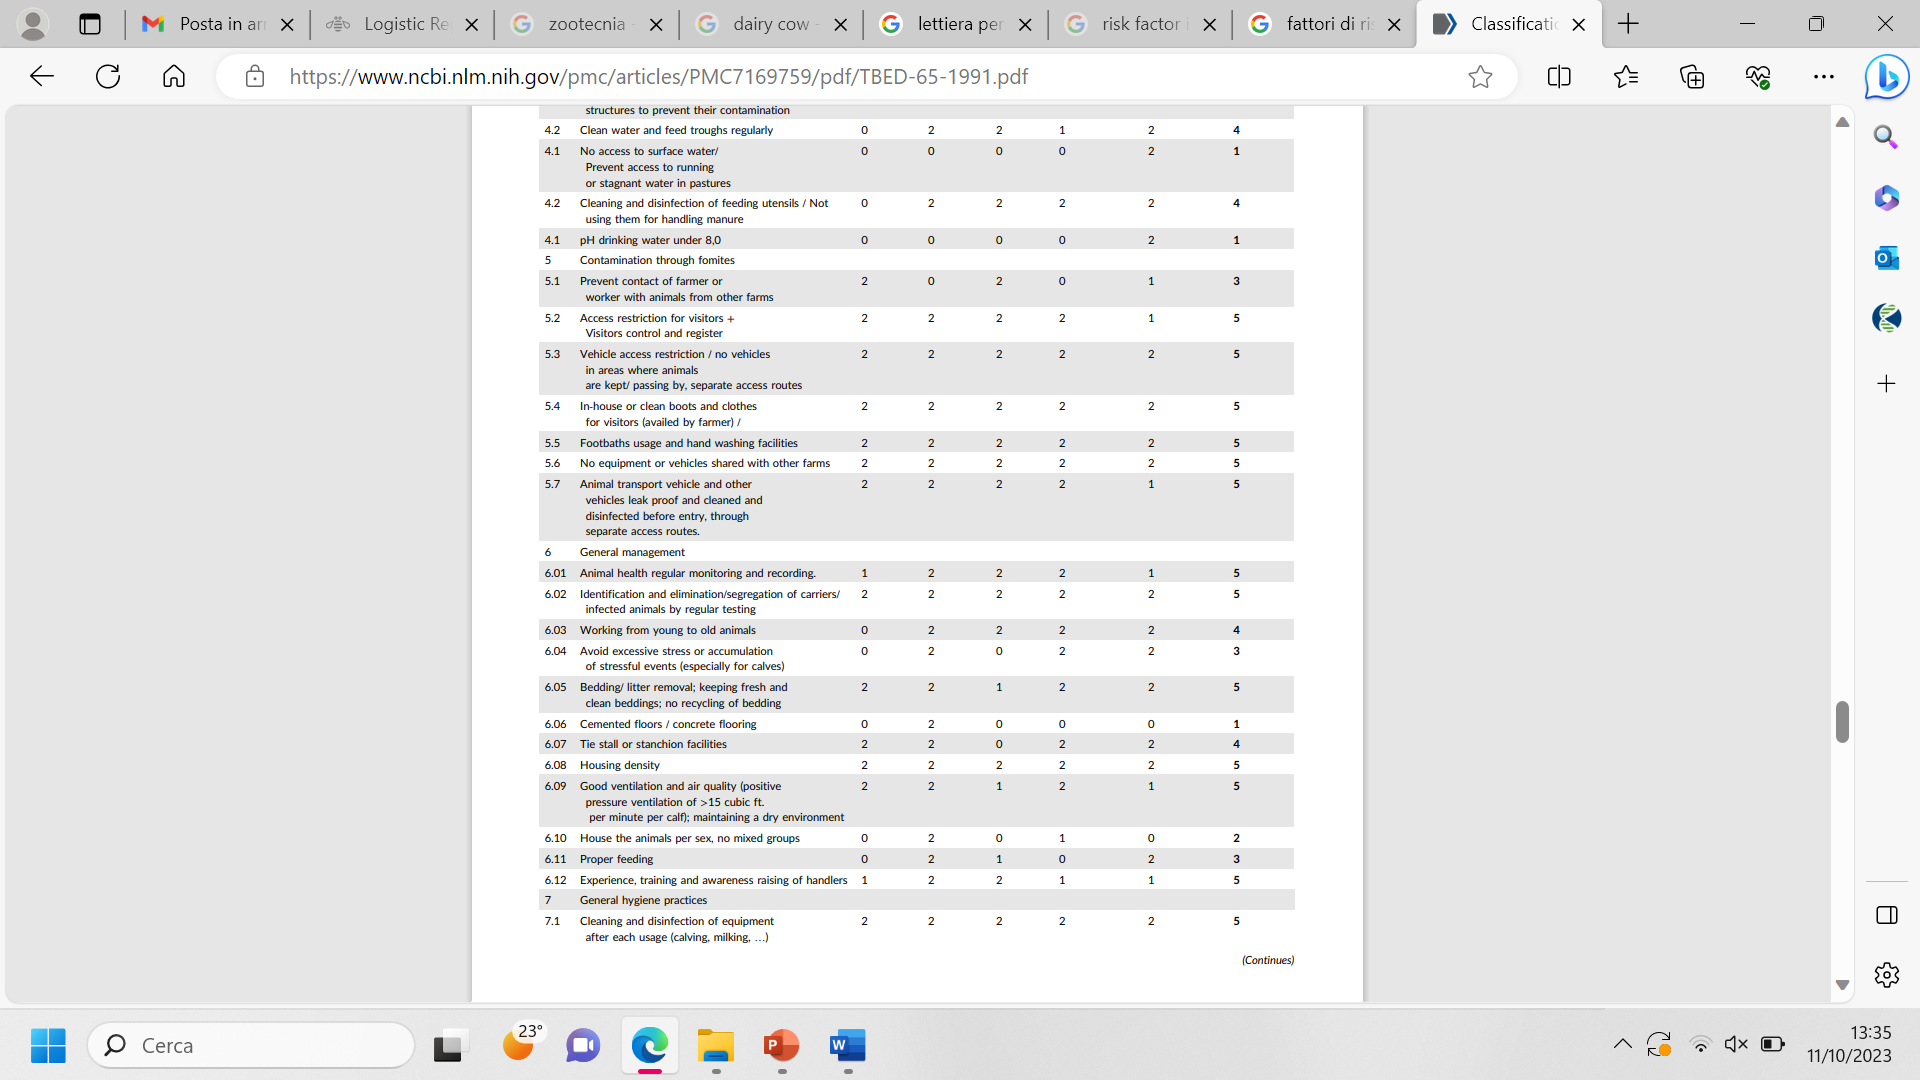 Posta in ar
Logistic Re
zootecnia -
dairy cow -
lettiera per
risk factor i
fattori di ris
Classificatio
https://www.ncbi.nlm.nih.gov/pmc/articles/PMC7169759/pdf/TBED-65-1991.pdf
structures to prevent their contamination
4.2 Clean water and feed troughs regularly 0 2 2 1 2 4
4.1 No access to surface water/ 0 0 0 0 2 1
Prevent access to running
or stagnant water in pastures
4.2 Cleaning and disinfection of feeding utensils / Not 0 2 2 2 2 4
using them for handling manure
4.1 pH drinking water under 8,0 0 0 0 0 2 1
5 Contamination through fomites
5.1 Prevent contact of farmer or 2 0 2 0 1 3
worker with animals from other farms
5.2 Access restriction for visitors + 2 2 2 2 1 5
Visitors control and register
5.3 Vehicle access restriction / no vehicles 2 2 2 2 2 5
in areas where animals
are kept/ passing by, separate access routes
5.4 In-house or clean boots and clothes 2 2 2 2 2 5
for visitors (availed by farmer) /
5.5 Footbaths usage and hand washing facilities 2 2 2 2 2 5
5.6 No equipment or vehicles shared with other farms 2 2 2 2 2 5
5.7 Animal transport vehicle and other 2 2 2 2 1 5
vehicles leak proof and cleaned and
disinfected before entry, through
separate access routes.
6 General management
6.01 Animal health regular monitoring and recording. 1 2 2 2 1 5
6.02 Identification and elimination/segregation of carriers/ 2 2 2 2 2 5
infected animals by regular testing
6.03 Working from young to old animals 0 2 2 2 2 4
6.04 Avoid excessive stress or accumulation 0 2 0 2 2 3
of stressful events (especially for calves)
6.05 Bedding/ litter removal; keeping fresh and 2 2 1 2 2 5
clean beddings; no recycling of bedding
6.06 Cemented floors / concrete flooring 0 2 0 0 0 1
6.07 Tie stall or stanchion facilities 2 2 0 2 2 4
6.08 Housing density 2 2 2 2 2 5
6.09 Good ventilation and air quality (positive 2 2 1 2 1 5
pressure ventilation of >15 cubic ft.
per minute per calf); maintaining a dry environment
6.10 House the animals per sex, no mixed groups 0 2 0 1 0 2
6.11 Proper feeding 0 2 1 0 2 3
6.12 Experience, training and awareness raising of handlers 1 2 2 1 1 5
7 General hygiene practices
7.1 Cleaning and disinfection of equipment 2 2 2 2 2 5
after each usage (calving, milking, …)
(Continues)
23°
Cerca
13:35
11/10/2023